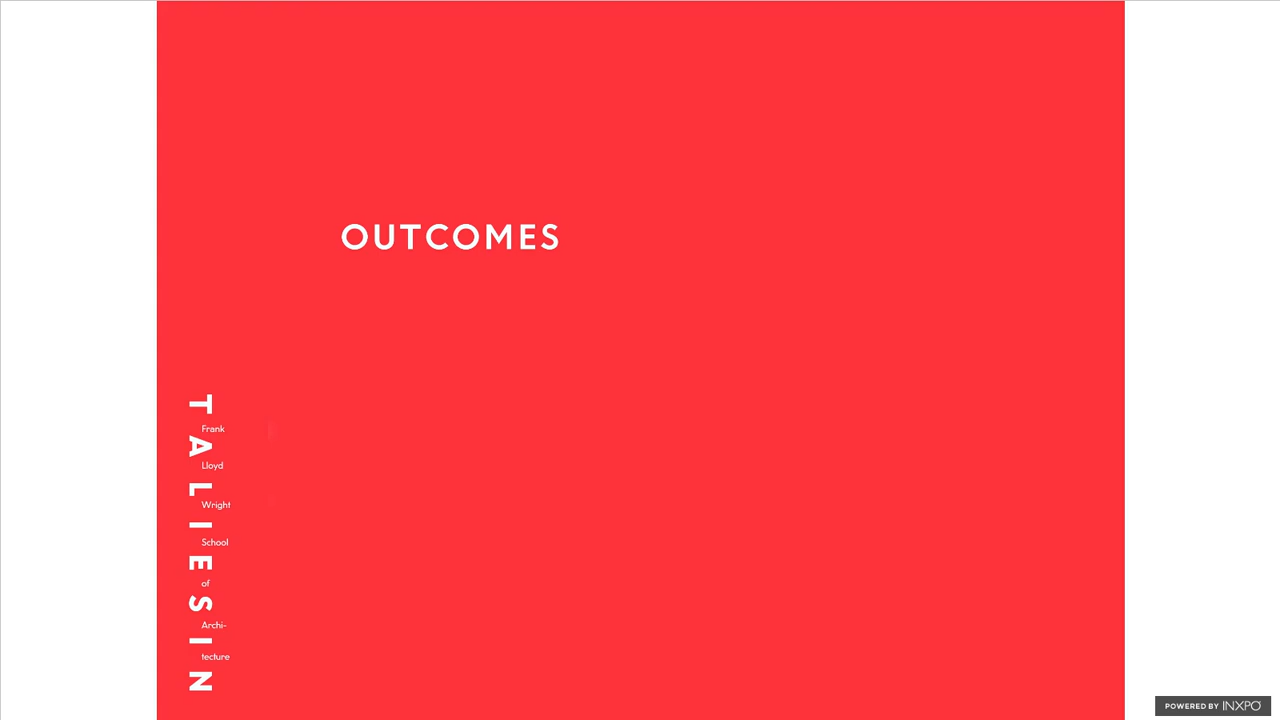 OUTCOMES
TALIESIN
Frank
Lloyd
Wright
School
of
Archi-
tecture
POWERED BY INXPO